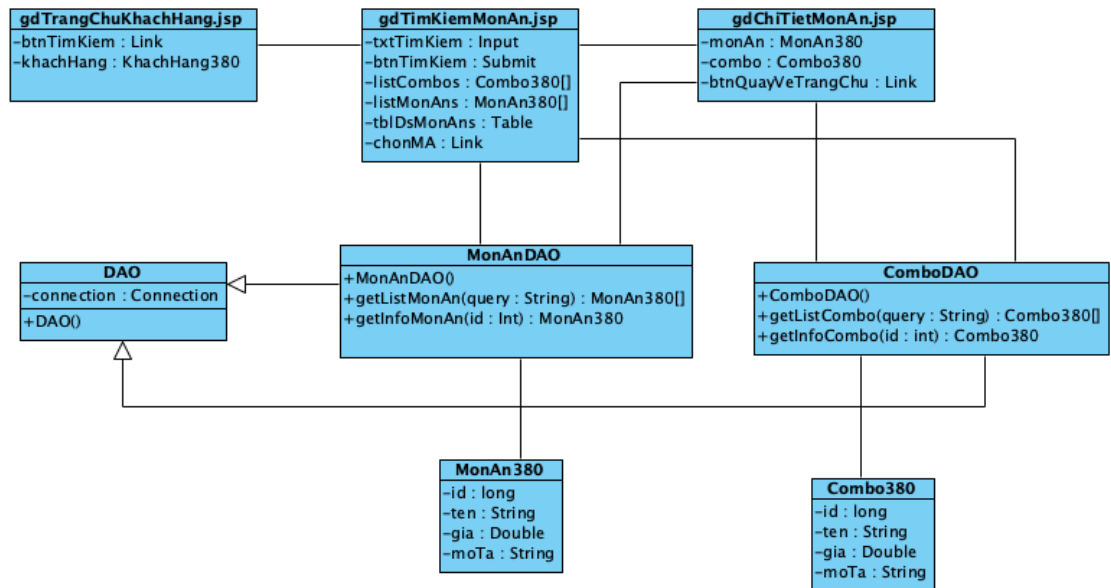 gdTrangChuKhachHang.jsp
-btnTimKiem : Link
-khachHang : KhachHang380
gdTimKiemMonAn.jsp
-txtTimKiem : Input
-btnTimKiem : Submit
-listCombos : Combo380[]
-listMonAns : MonAn380[]
-tblDsMonAns : Table
-chonMA : Link
gdChiTietMonAn.jsp
-monAn : MonAn380
-combo : Combo380
-btnQuayVeTrangChu : Link
DAO
-connection : Connection
+DAO()
MonAnDAO
+MonAnDAO()
+getListMonAn(query : String) : MonAn380[]
+getInfoMonAn(id : Int) : MonAn380
ComboDAO
+ComboDAO()
+getListCombo(query : String) : Combo380[]
+getInfoCombo(id : int) : Combo380
MonAn380
-id : long
-ten : String
-gia : Double
-moTa : String
Combo380
-id : long
-ten : String
-gia : Double
-moTa : String